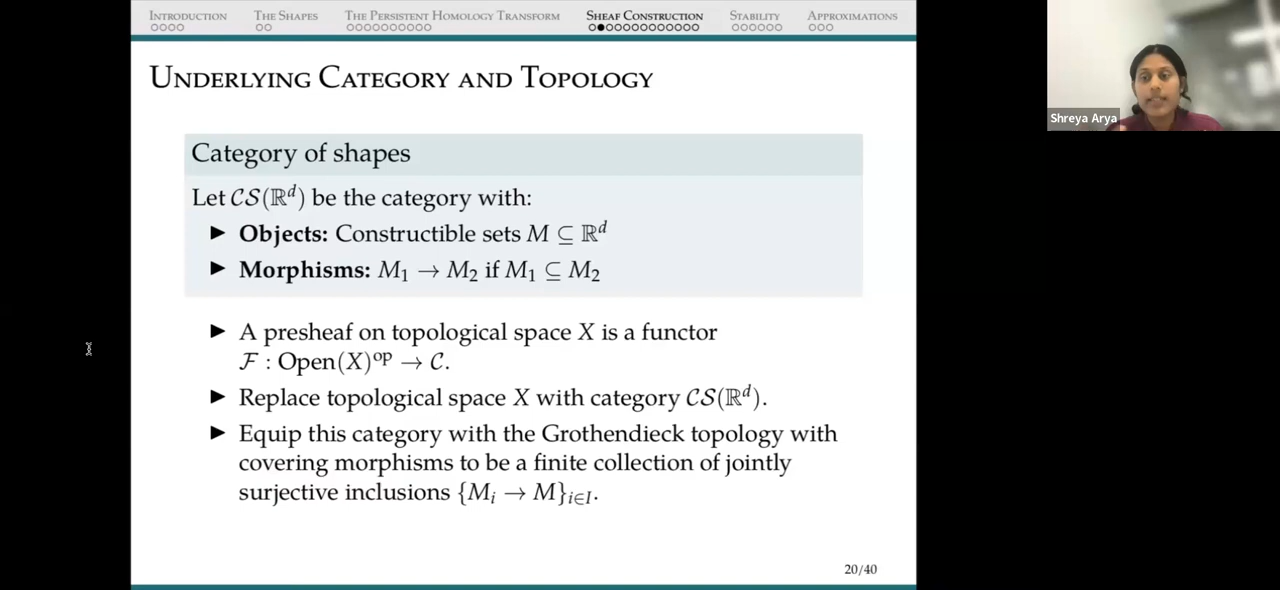 INTRODUCTION THE SHAPES THE PERSISTENT HOMOLOGY TRANSFORM SHEAF CONSTRUCTION STABILITY APPROXIMATIONS
UNDERLYING CATEGORY AND TOPOLOGY
Category of shapes
Let 𝒞𝒮(ℝᵈ) be the category with:
▶ Objects: Constructible sets M ⊆ ℝᵈ
▶ Morphisms: M₁ → M₂ if M₁ ⊆ M₂
▶ A presheaf on topological space X is a functor
ℱ : Open(X)ᵒᵖ → 𝒞.
▶ Replace topological space X with category 𝒞𝒮(ℝᵈ).
▶ Equip this category with the Grothendieck topology with
covering morphisms to be a finite collection of jointly
surjective inclusions {Mᵢ → M}ᵢ∈I.
20/40
Shreya Arya